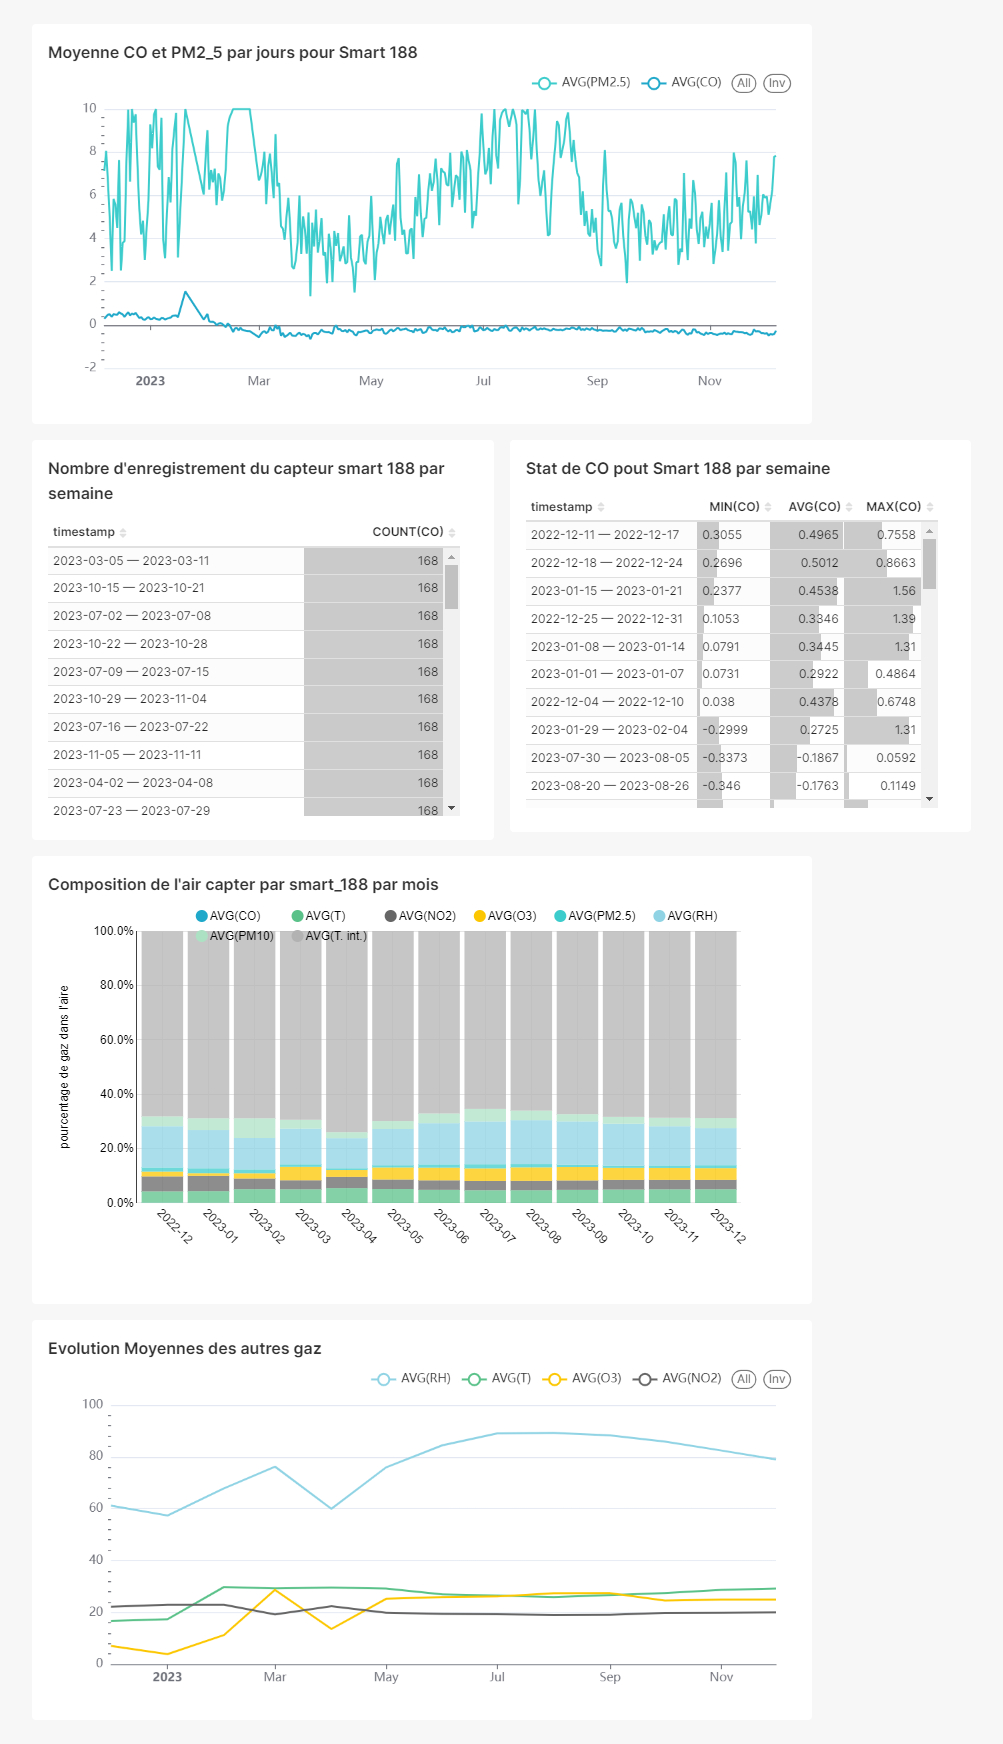 Moyenne CO et PM2_5 par jours pour Smart 188
AVG(PM2.5) AVG(CO) All Inv
10
8
6
4
2
0
-2
2023 Mar May Jul Sep Nov
Nombre d'enregistrement du capteur smart 188 par
semaine
timestamp COUNT(CO)
2023-03-05 — 2023-03-11 168
2023-10-15 — 2023-10-21 168
2023-07-02 — 2023-07-08 168
2023-10-22 — 2023-10-28 168
2023-07-09 — 2023-07-15 168
2023-10-29 — 2023-11-04 168
2023-07-16 — 2023-07-22 168
2023-11-05 — 2023-11-11 168
2023-04-02 — 2023-04-08 168
2023-07-23 — 2023-07-29 168
Stat de CO pout Smart 188 par semaine
timestamp MIN(CO) AVG(CO) MAX(CO)
2022-12-11 — 2022-12-17 0.3055 0.4965 0.7558
2022-12-18 — 2022-12-24 0.2696 0.5012 0.8663
2023-01-15 — 2023-01-21 0.2377 0.4538 1.56
2022-12-25 — 2022-12-31 0.1053 0.3346 1.39
2023-01-08 — 2023-01-14 0.0791 0.3445 1.31
2023-01-01 — 2023-01-07 0.0731 0.2922 0.4864
2022-12-04 — 2022-12-10 0.038 0.4378 0.6748
2023-01-29 — 2023-02-04 -0.2999 0.2725 1.31
2023-07-30 — 2023-08-05 -0.3373 -0.1867 0.0592
2023-08-20 — 2023-08-26 -0.346 -0.1763 0.1149
Composition de l'air capter par smart_188 par mois
AVG(CO) AVG(T) AVG(NO2) AVG(O3) AVG(PM2.5) AVG(RH)
AVG(PM10) AVG(T. int.)
pourcentage de gaz dans l'aire
100.0%
80.0%
60.0%
40.0%
20.0%
0.0%
2022-12 2023-01 2023-02 2023-03 2023-04 2023-05 2023-06 2023-07 2023-08 2023-09 2023-10 2023-11 2023-12
Evolution Moyennes des autres gaz
AVG(RH) AVG(T) AVG(O3) AVG(NO2) All Inv
100
80
60
40
20
0
2023 Mar May Jul Sep Nov